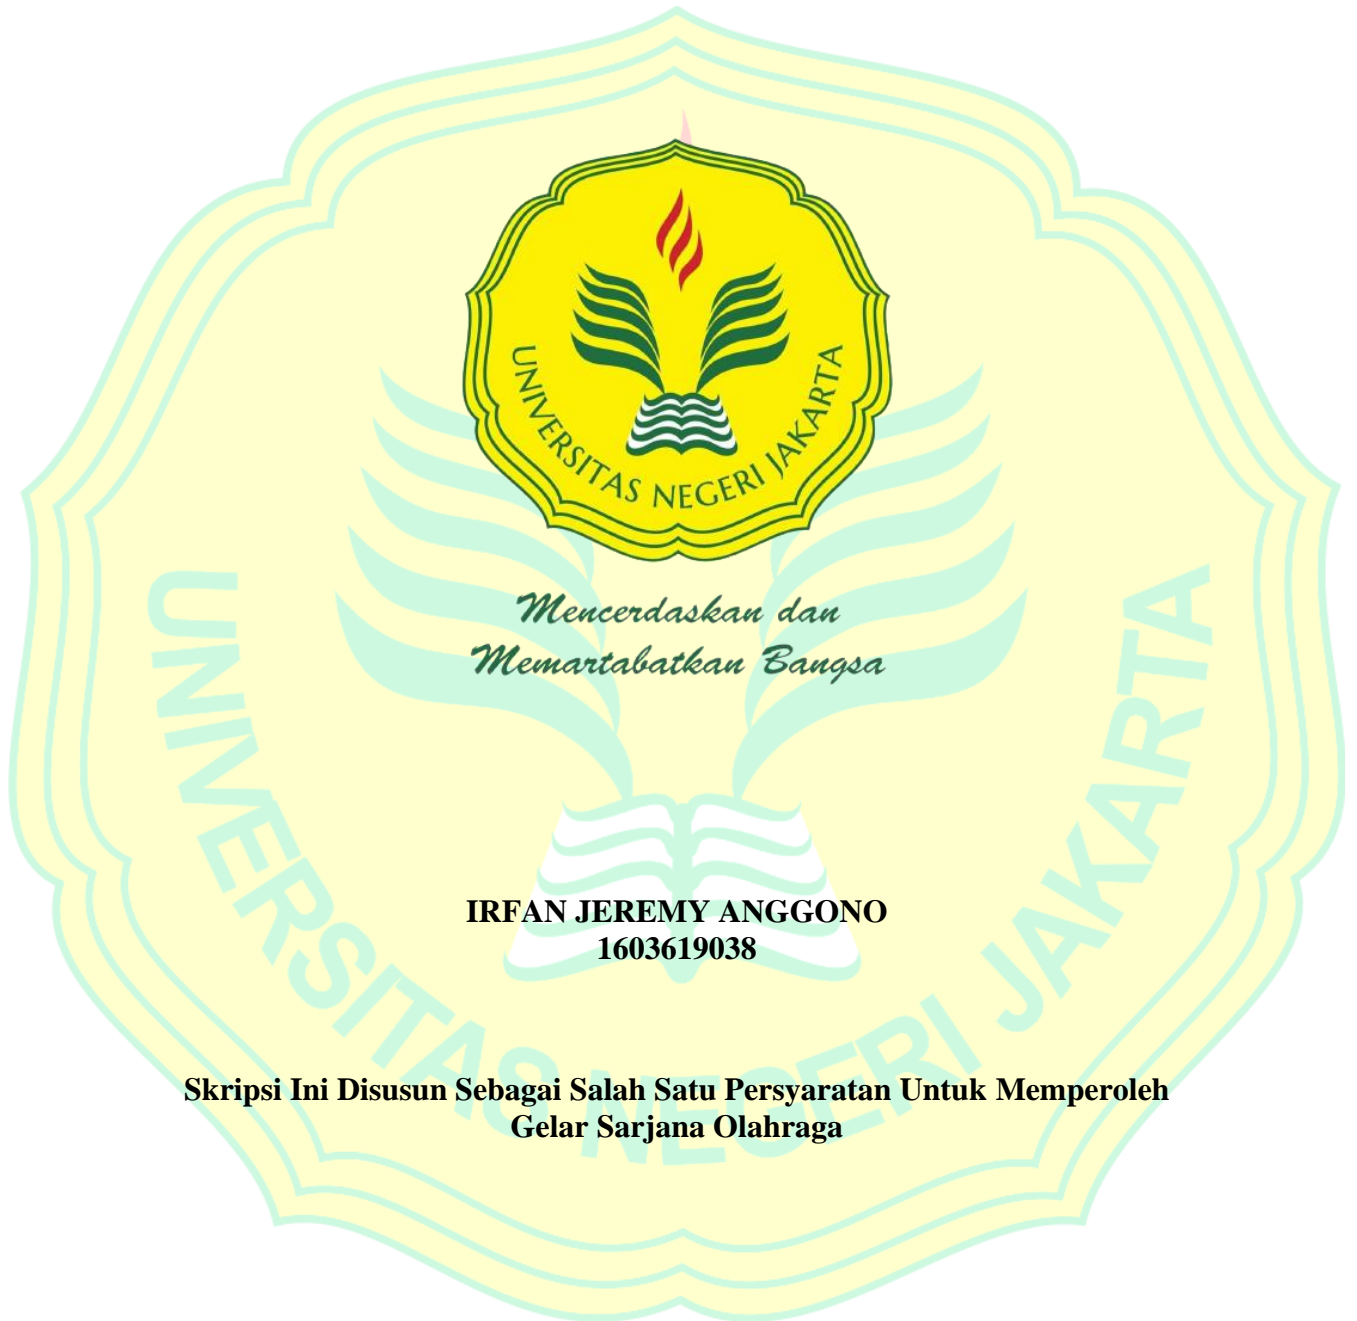 UNIVERSITAS NEGERI JAKARTA
Mencerdaskan dan
Memartabatkan Bangsa
IRFAN JEREMY ANGGONO
1603619038
Skripsi Ini Disusun Sebagai Salah Satu Persyaratan Untuk Memperoleh
Gelar Sarjana Olahraga
UNIVERSITAS NEGERI JAKARTA